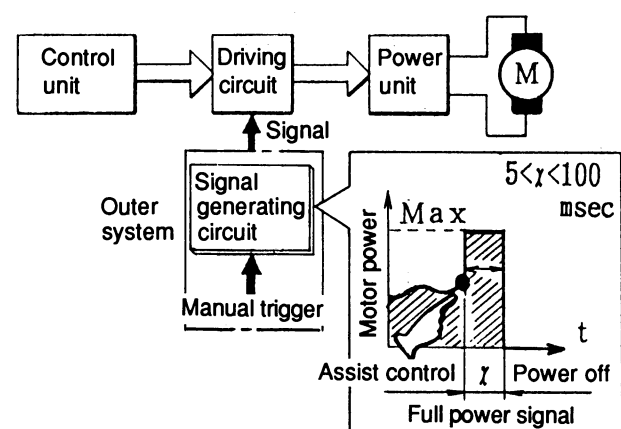 Control
unit
Driving
circuit
Power
unit
M
Signal
Signal
generating
circuit
Outer
system
Manual trigger
5<χ<100
msec
Max
Motor power
t
Assist control
χ
Power off
Full power signal